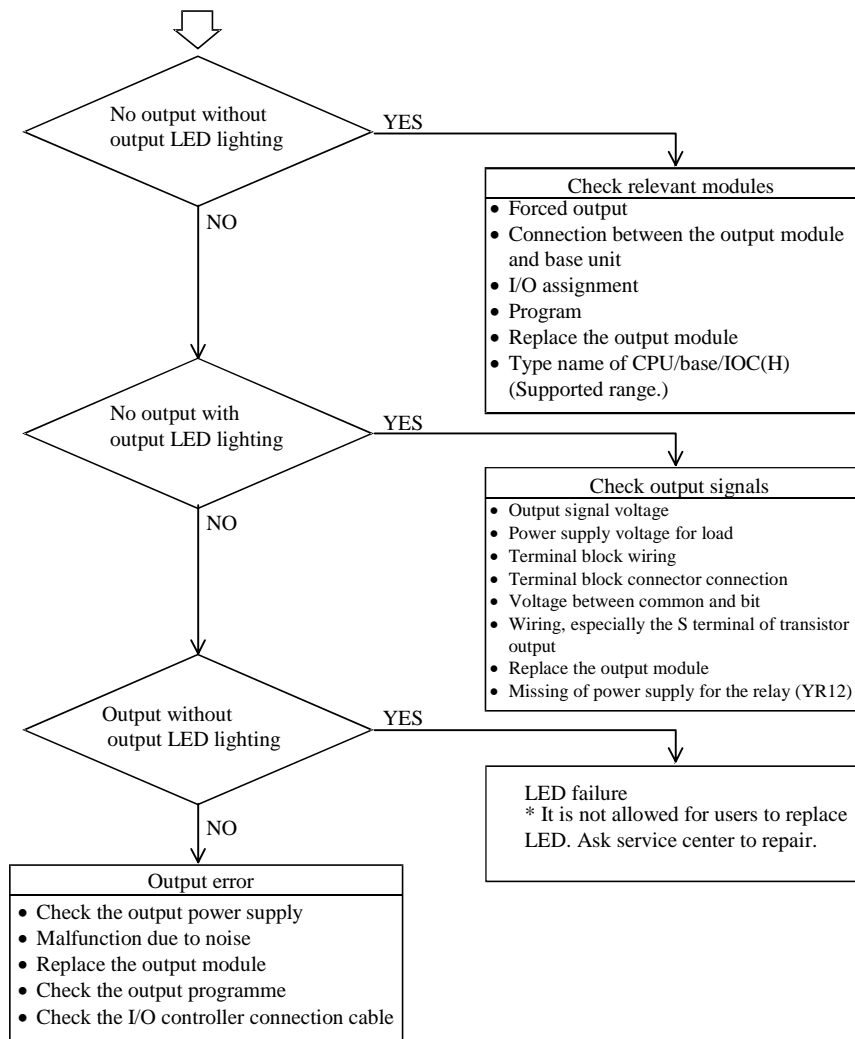 No output without
output LED lighting
YES
NO
Check relevant modules
• Forced output
• Connection between the output module
and base unit
• I/O assignment
• Program
• Replace the output module
• Type name of CPU/base/IOC(H)
(Supported range.)
No output with
output LED lighting
YES
NO
Check output signals
• Output signal voltage
• Power supply voltage for load
• Terminal block wiring
• Terminal block connector connection
• Voltage between common and bit
• Wiring, especially the S terminal of transistor
output
• Replace the output module
• Missing of power supply for the relay (YR12)
Output without
output LED lighting
YES
NO
LED failure
* It is not allowed for users to replace
LED. Ask service center to repair.
Output error
• Check the output power supply
• Malfunction due to noise
• Replace the output module
• Check the output programme
• Check the I/O controller connection cable